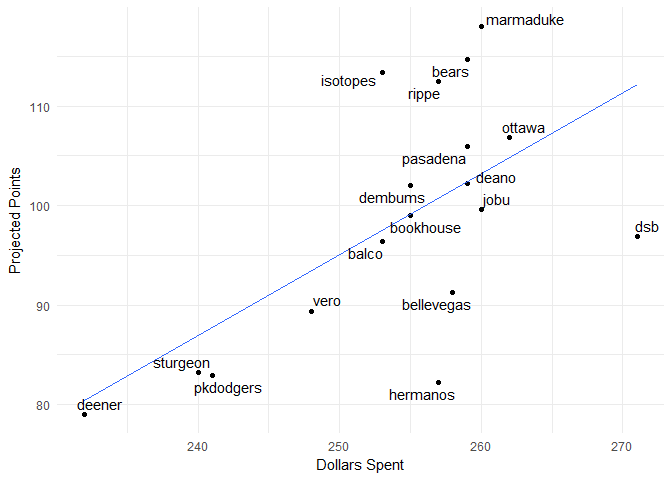 marmaduke
bears
isotopes
rippe
110
ottawa
pasadena
deano
dembums
jobu
100
bookhouse
dsb
balco
vero
bellevegas
90
sturgeon
pkdodgers
hermanos
deener
80
240
250
260
270
Dollars Spent
Projected Points